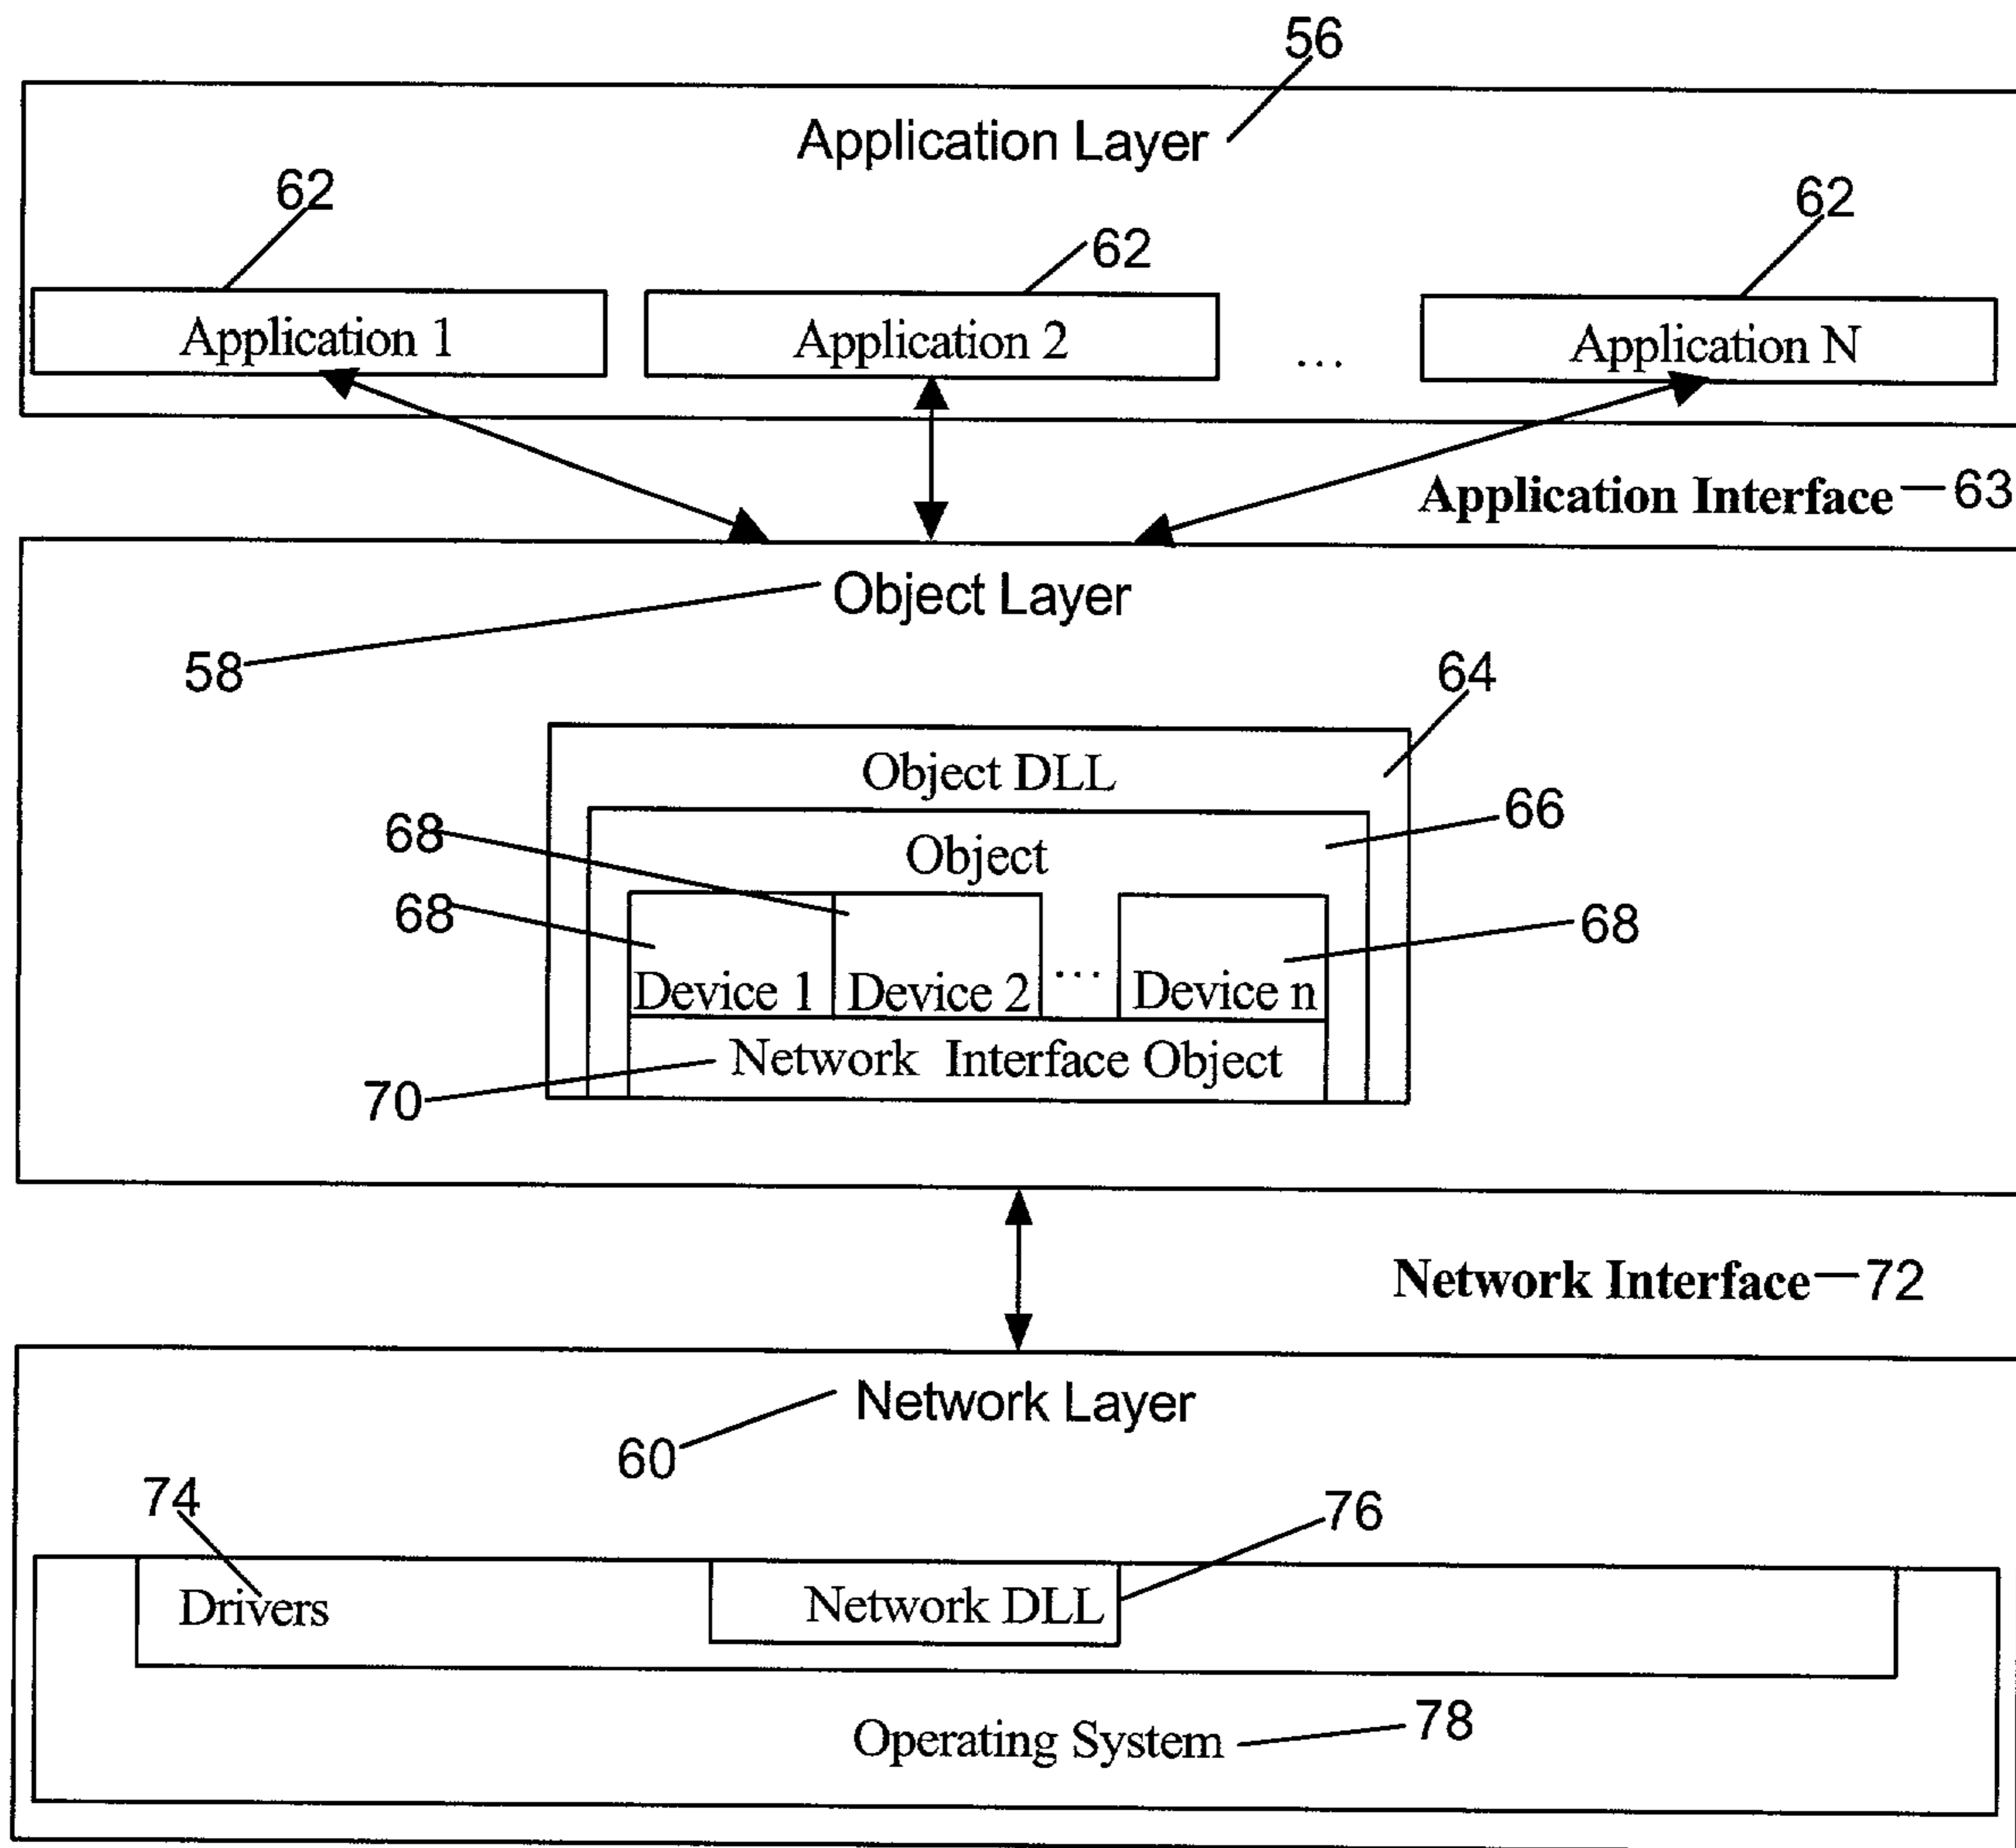 56
Application Layer
62
62
62
Application 1
Application 2
...
Application N
Application Interface 63
Object Layer
58
64
Object DLL
66
68
Object
68
68
Device 1
Device 2
...
Device n
Network Interface Object
70
Network Interface 72
Network Layer
60
74
76
Drivers
Network DLL
Operating System 78